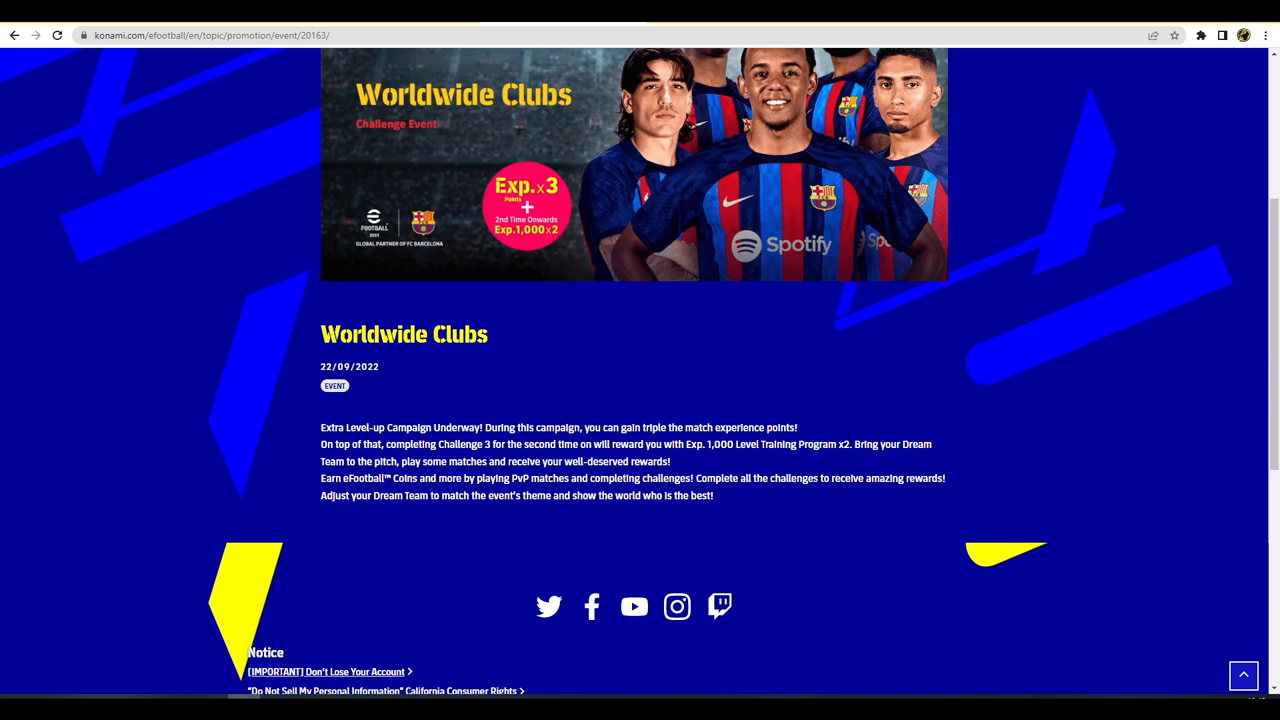 konami.com/efootball/en/topic/promotion/event/20163/
Worldwide Clubs
Challenge Event
Exp.x3
Points
+
2nd Time Onwards
Exp.1,000x2
FOOTBALL
2023
GLOBAL PARTNER OF FC BARCELONA
Spotify
Worldwide Clubs
22/09/2022
EVENT
Extra Level-up Campaign Underway! During this campaign, you can gain triple the match experience points!
On top of that, completing Challenge 3 for the second time on will reward you with Exp. 1,000 Level Training Program x2. Bring your Dream
Team to the pitch, play some matches and receive your well-deserved rewards!
Earn eFootball™ Coins and more by playing PvP matches and completing challenges! Complete all the challenges to receive amazing rewards!
Adjust your Dream Team to match the event's theme and show the world who is the best!
Notice
[IMPORTANT] Don't Lose Your Account >
"Do Not Sell My Personal Information" California Consumer Rights >